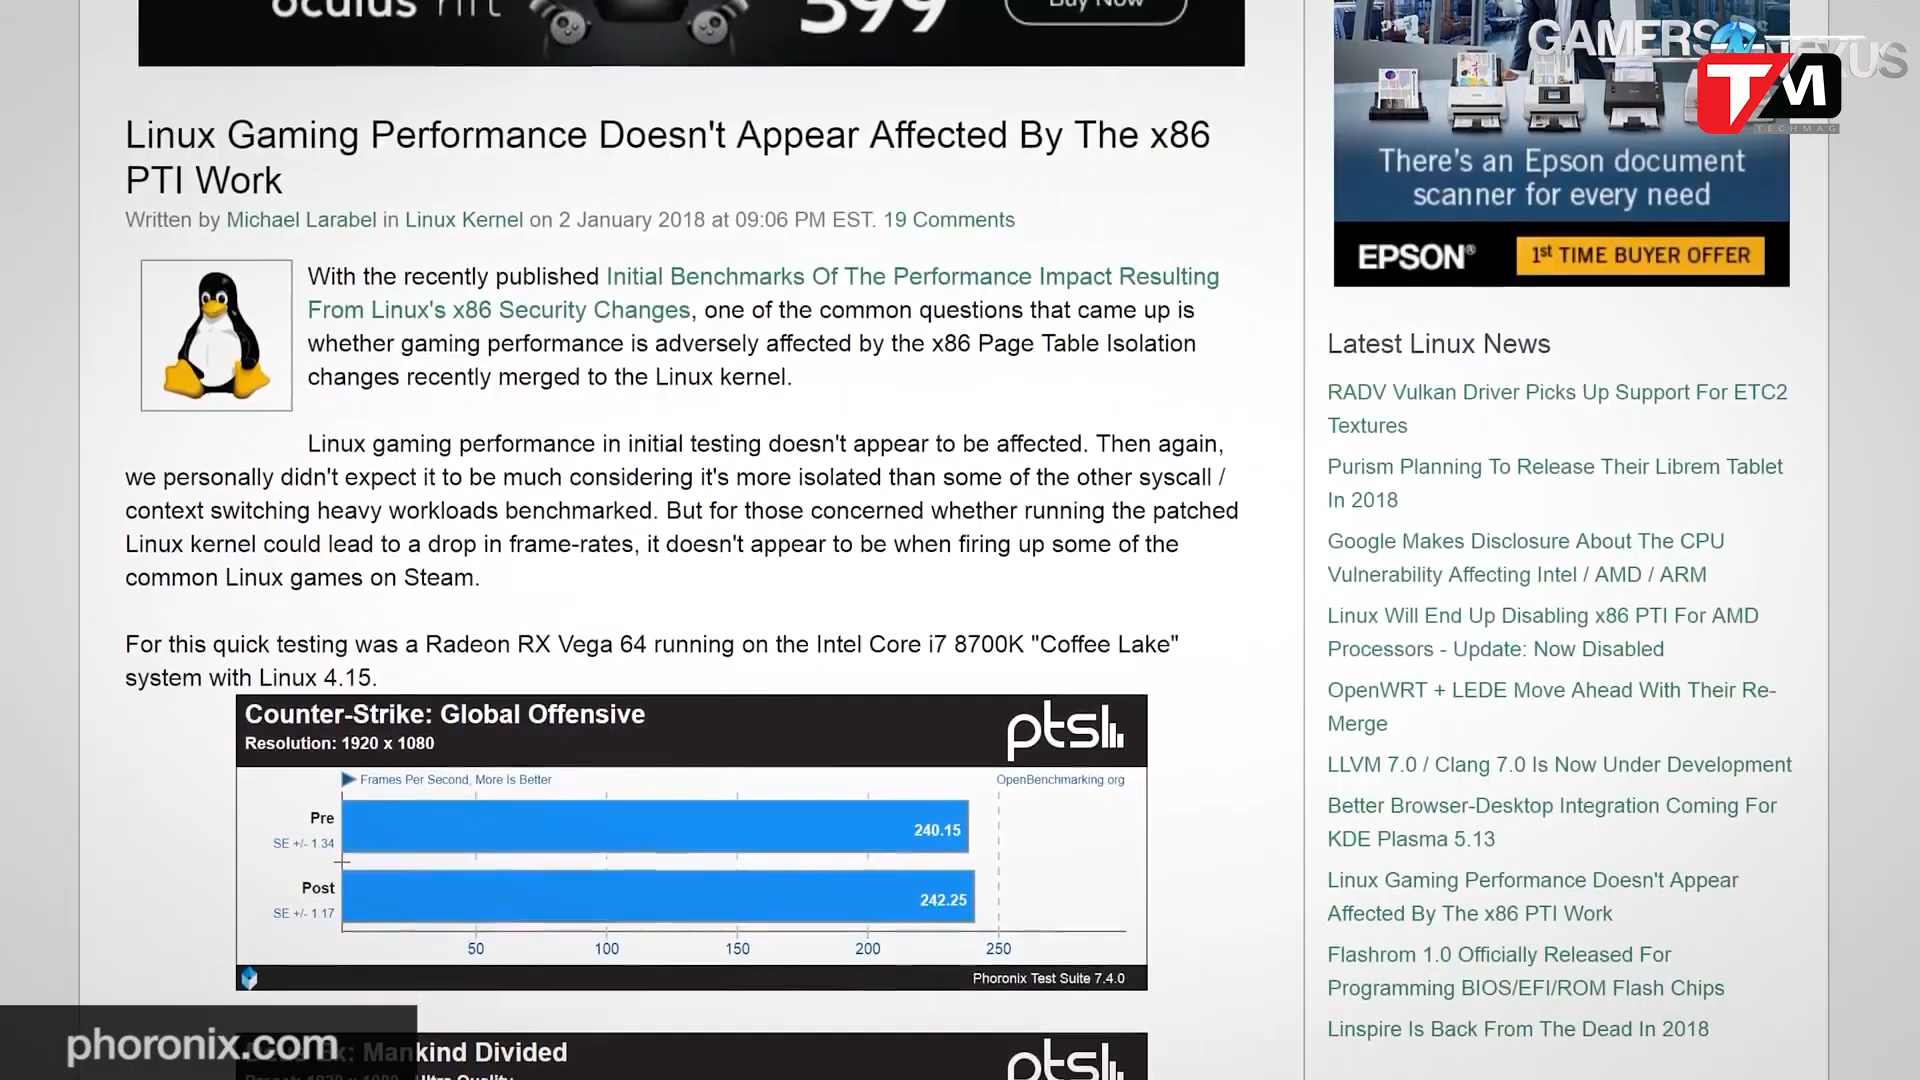 oculus rift
399
Buy Now
GAMERS NEXUS
TM
TECHMAG
There's an Epson document
scanner for every need
EPSON®
1st TIME BUYER OFFER
Linux Gaming Performance Doesn't Appear Affected By The x86
PTI Work
Written by Michael Larabel in Linux Kernel on 2 January 2018 at 09:06 PM EST. 19 Comments
With the recently published Initial Benchmarks Of The Performance Impact Resulting
From Linux's x86 Security Changes, one of the common questions that came up is
whether gaming performance is adversely affected by the x86 Page Table Isolation
changes recently merged to the Linux kernel.
Linux gaming performance in initial testing doesn't appear to be affected. Then again,
we personally didn't expect it to be much considering it's more isolated than some of the other syscall /
context switching heavy workloads benchmarked. But for those concerned whether running the patched
Linux kernel could lead to a drop in frame-rates, it doesn't appear to be when firing up some of the
common Linux games on Steam.
For this quick testing was a Radeon RX Vega 64 running on the Intel Core i7 8700K "Coffee Lake"
system with Linux 4.15.
Counter-Strike: Global Offensive
Resolution: 1920 x 1080
ptsl
Frames Per Second, More Is Better
OpenBenchmarking.org
Pre
SE +/- 1.34
240.15
Post
SE +/- 1.17
242.25
50 100 150 200 250
Phoronix Test Suite 7.4.0
Mankind Divided
ptsl
phoronix.com
Latest Linux News
RADV Vulkan Driver Picks Up Support For ETC2
Textures
Purism Planning To Release Their Librem Tablet
In 2018
Google Makes Disclosure About The CPU
Vulnerability Affecting Intel / AMD / ARM
Linux Will End Up Disabling x86 PTI For AMD
Processors - Update: Now Disabled
OpenWRT + LEDE Move Ahead With Their Re-
Merge
LLVM 7.0 / Clang 7.0 Is Now Under Development
Better Browser-Desktop Integration Coming For
KDE Plasma 5.13
Linux Gaming Performance Doesn't Appear
Affected By The x86 PTI Work
Flashrom 1.0 Officially Released For
Programming BIOS/EFI/ROM Flash Chips
Linspire Is Back From The Dead In 2018